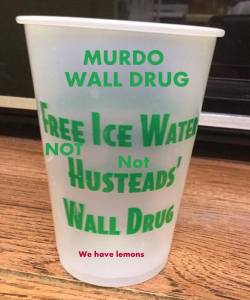 MURDO
WALL DRUG
FREE ICE WATER
NOT
Not
HUSTEADS'
WALL DRUG
We have lemons